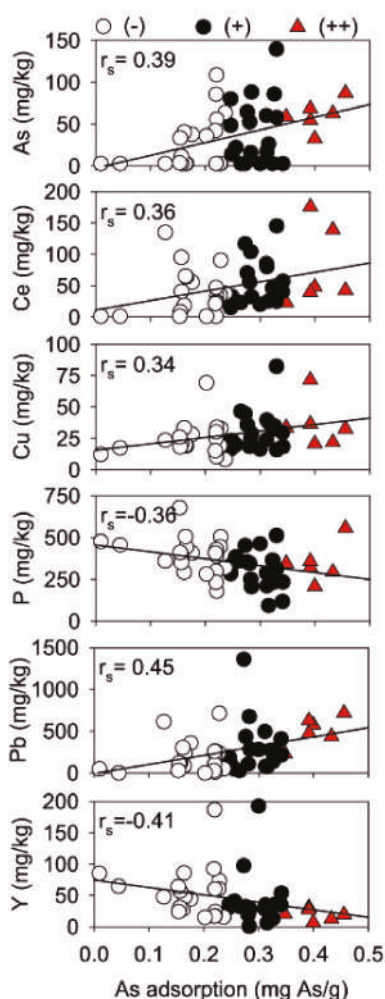 (-) (+) (++)
150
100
50
0
As (mg/kg)
rs= 0.39
200
150
100
50
0
Ce (mg/kg)
rs= 0.36
100
75
50
25
0
Cu (mg/kg)
rs= 0.34
750
500
250
0
P (mg/kg)
rs=-0.36
1500
1000
500
0
Pb (mg/kg)
rs= 0.45
200
150
100
50
0
Y (mg/kg)
rs=-0.41
0.0 0.1 0.2 0.3 0.4 0.5
As adsorption (mg As/g)